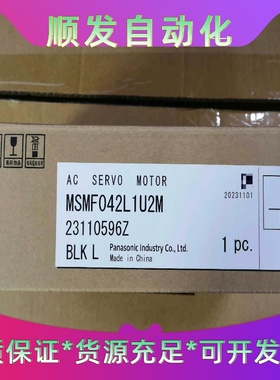 顺发自动化
AC SERVO MOTOR
20231101
MSMF042L1U2M
23110596Z
BLK L
Panasonic Industry Co., Ltd.
Made in China
1 pc.
质保证*货源充足*可开发